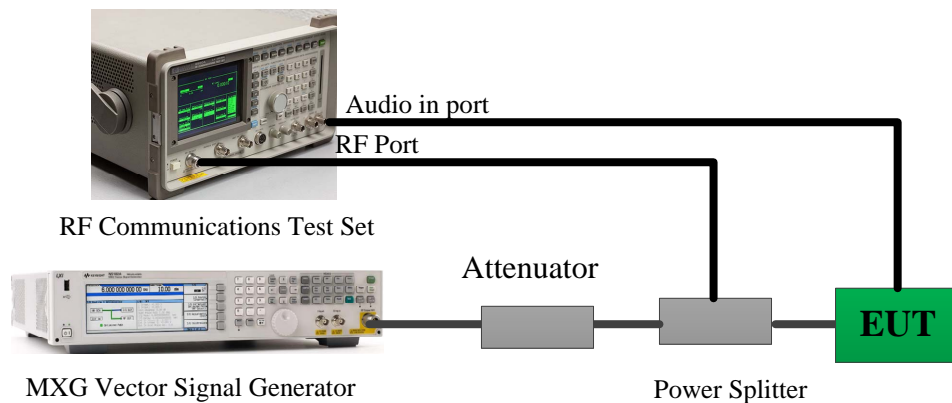 Audio in port
RF Port
RF Communications Test Set
Attenuator
EUT
MXG Vector Signal Generator
Power Splitter